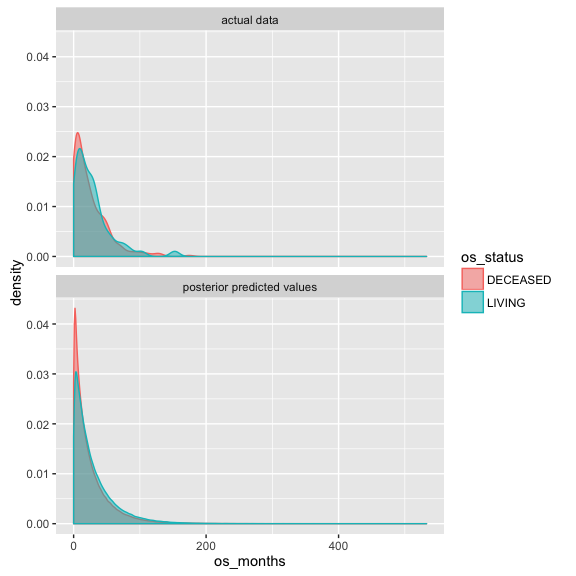 actual data
0.04
0.03
0.02
0.01
0.00
posterior predicted values
0.04
0.03
0.02
0.01
0.00
0
200
400
os_months
density
os_status
DECEASED
LIVING